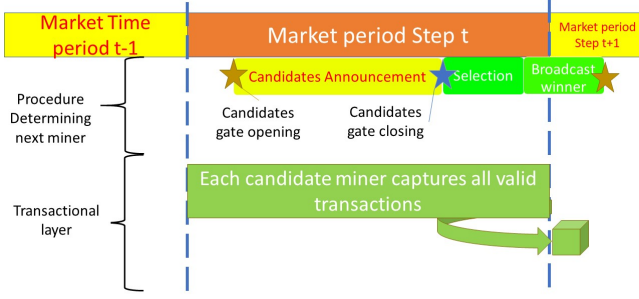 Market Time
period t-1
Market period Step t
Market period
Step t+1
Candidates Announcement
Selection
Broadcast
winner
Procedure
Determining
next miner
Candidates
gate opening
Candidates
gate closing
Each candidate miner captures all valid
transactions
Transactional
layer